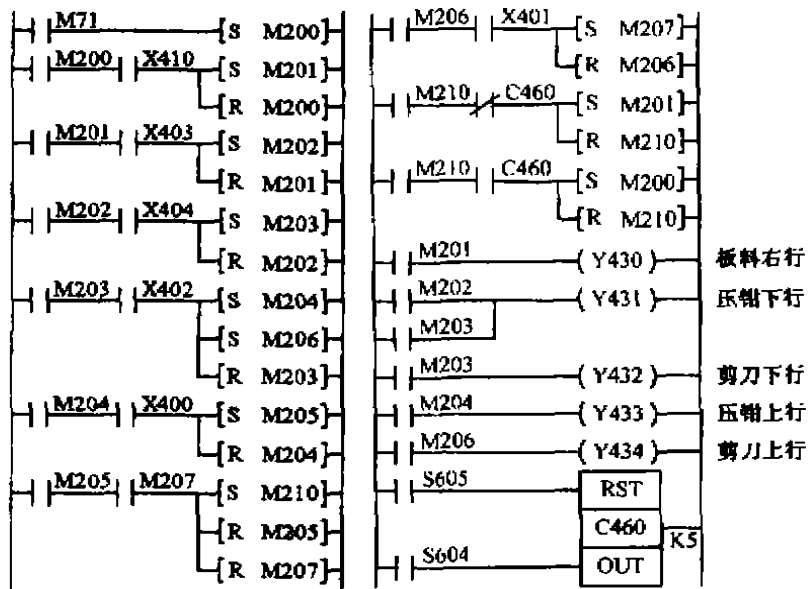 M71 S M200
M200 X410 S M201
R M200
M201 X403 S M202
R M201
M202 X404 S M203
R M202
M203 X402 S M204
S M206
R M203
M204 X400 S M205
R M204
M205 M207 S M210
R M205
R M207
M206 X401 S M207
R M206
M210 C460 S M201
R M210
M210 C460 S M200
R M210
M201 Y430 板料右行
M202 Y431 压钳下行
M203
M203 Y432 剪刀下行
M204 Y433 压钳上行
M206 Y434 剪刀上行
S605 RST
C460 K5
S604 OUT